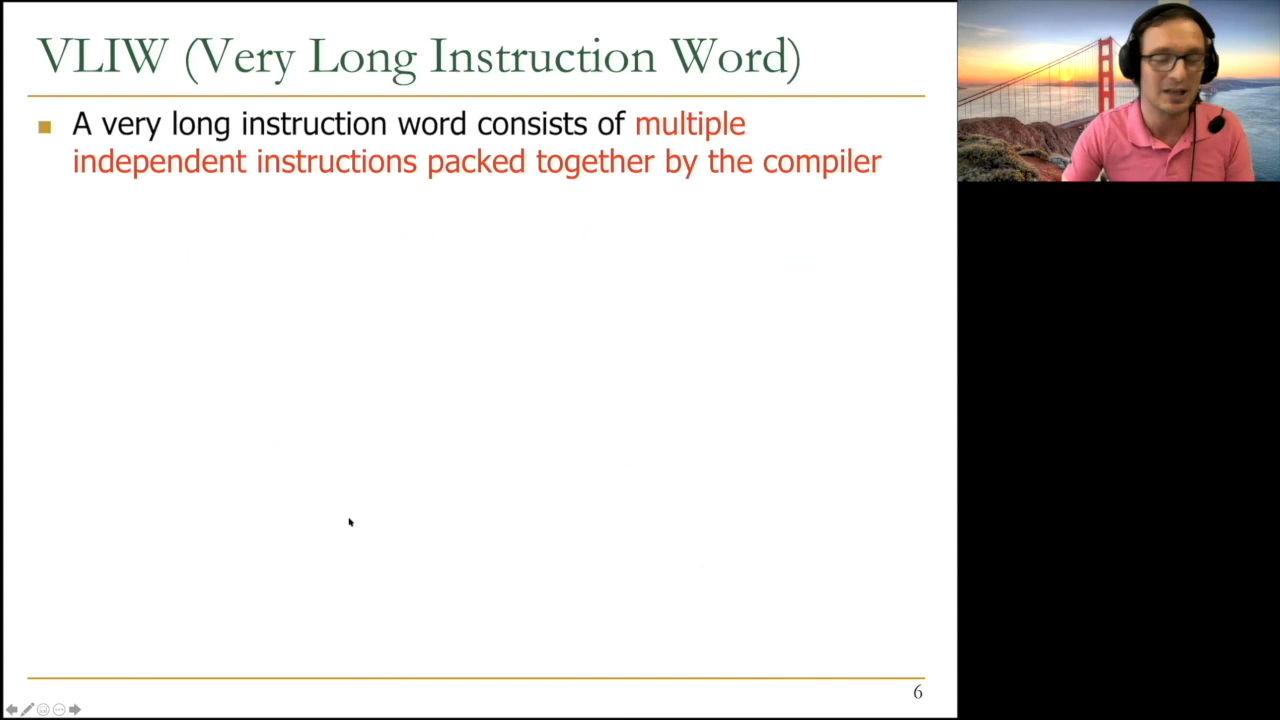 VLIW (Very Long Instruction Word)
A very long instruction word consists of multiple
independent instructions packed together by the compiler
6